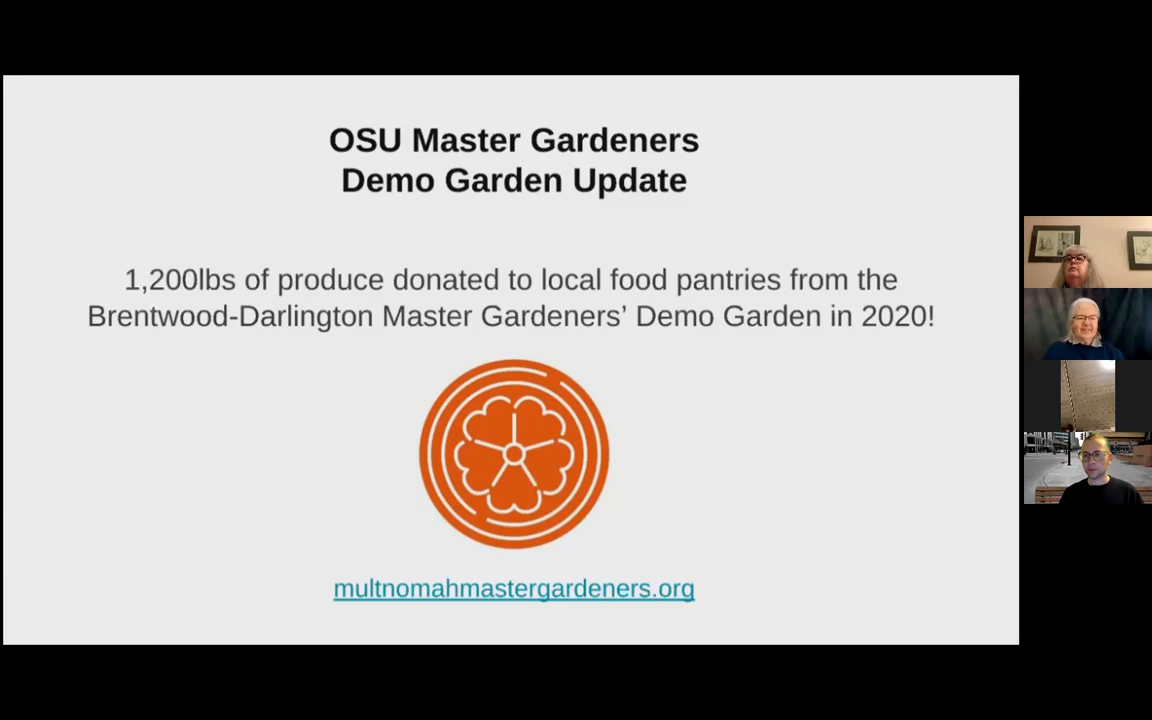 OSU Master Gardeners
Demo Garden Update
1,200lbs of produce donated to local food pantries from the
Brentwood-Darlington Master Gardeners’ Demo Garden in 2020!
multnomahmastergardeners.org